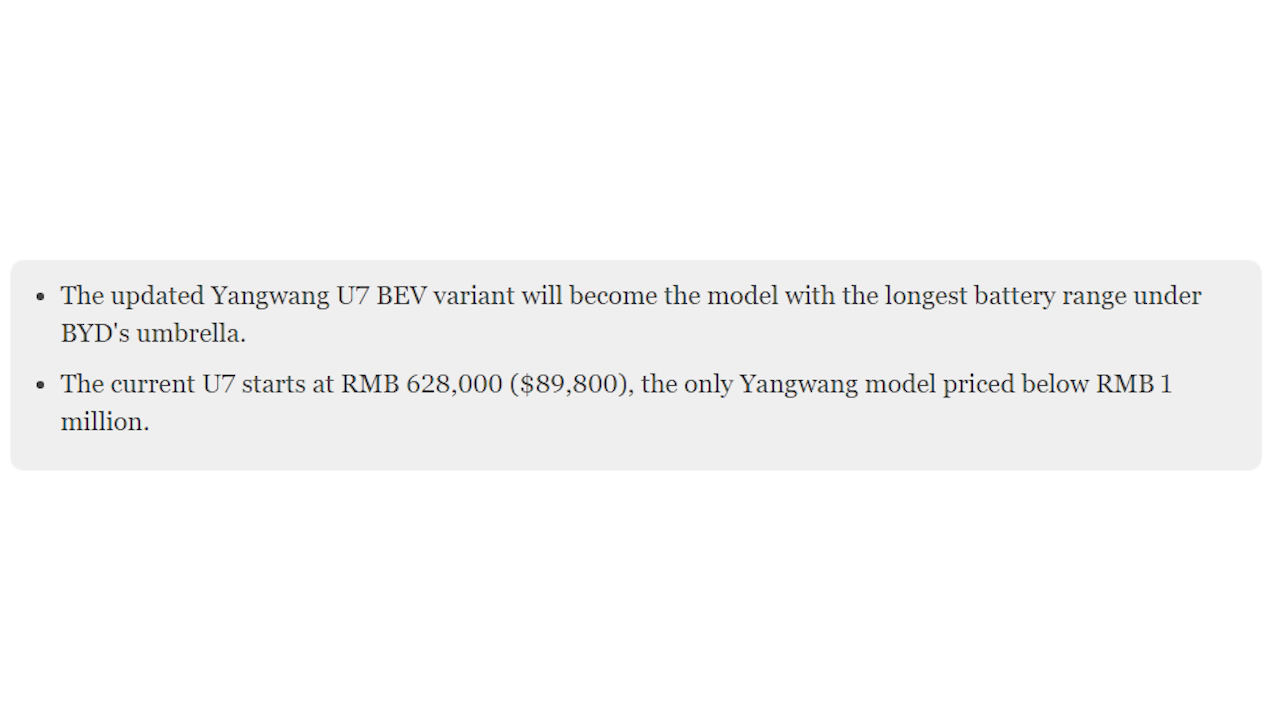 • The updated Yangwang U7 BEV variant will become the model with the longest battery range under
BYD's umbrella.
• The current U7 starts at RMB 628,000 ($89,800), the only Yangwang model priced below RMB 1
million.